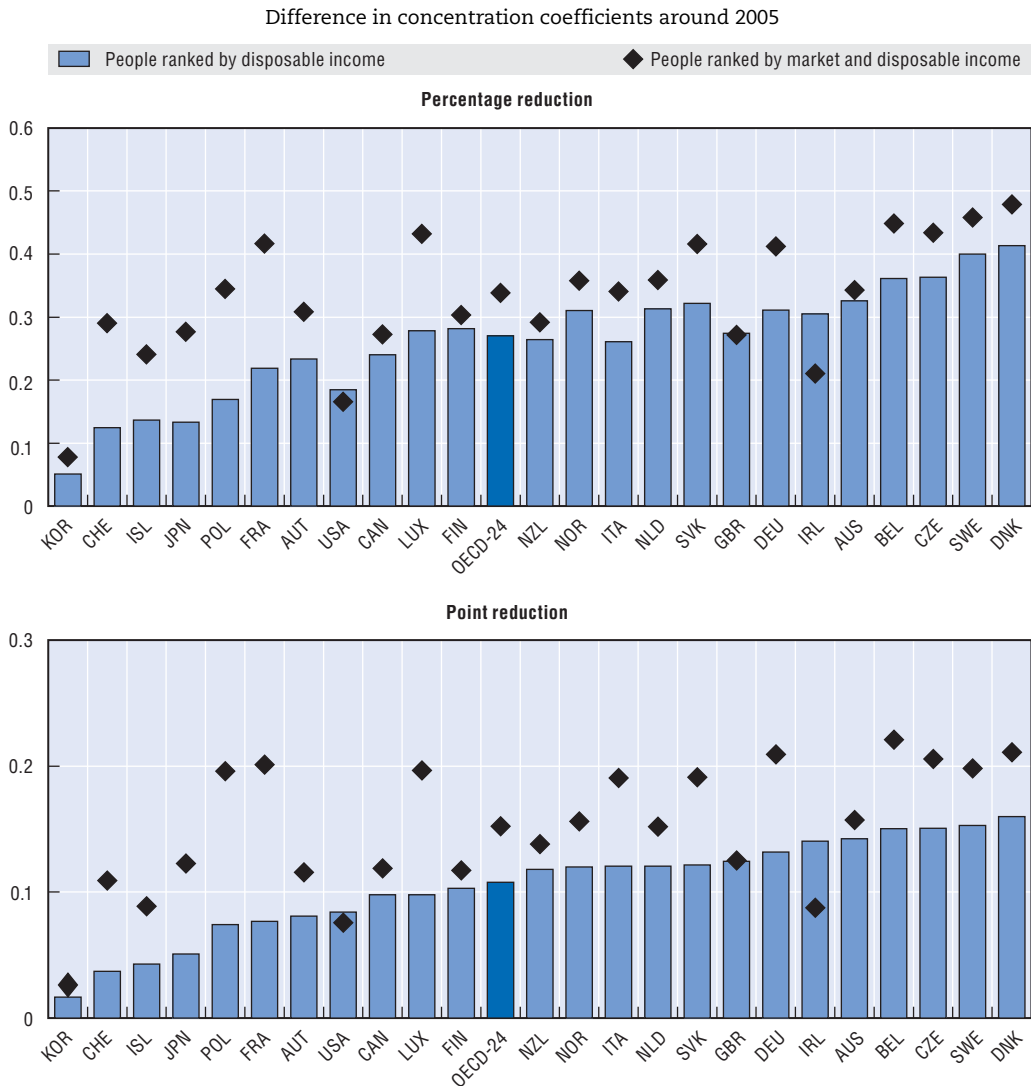 Difference in concentration coefficients around 2005
People ranked by disposable income
People ranked by market and disposable income
Percentage reduction
0.6
0.5
0.4
0.3
0.2
0.1
0
KOR CHE ISL JPN POL FRA AUT USA CAN LUX FIN OECD-24 NZL NOR ITA NLD SVK GBR DEU IRL AUS BEL CZE SWE DNK
Point reduction
0.3
0.2
0.1
0
KOR CHE ISL JPN POL FRA AUT USA CAN LUX FIN OECD-24 NZL NOR ITA NLD SVK GBR DEU IRL AUS BEL CZE SWE DNK